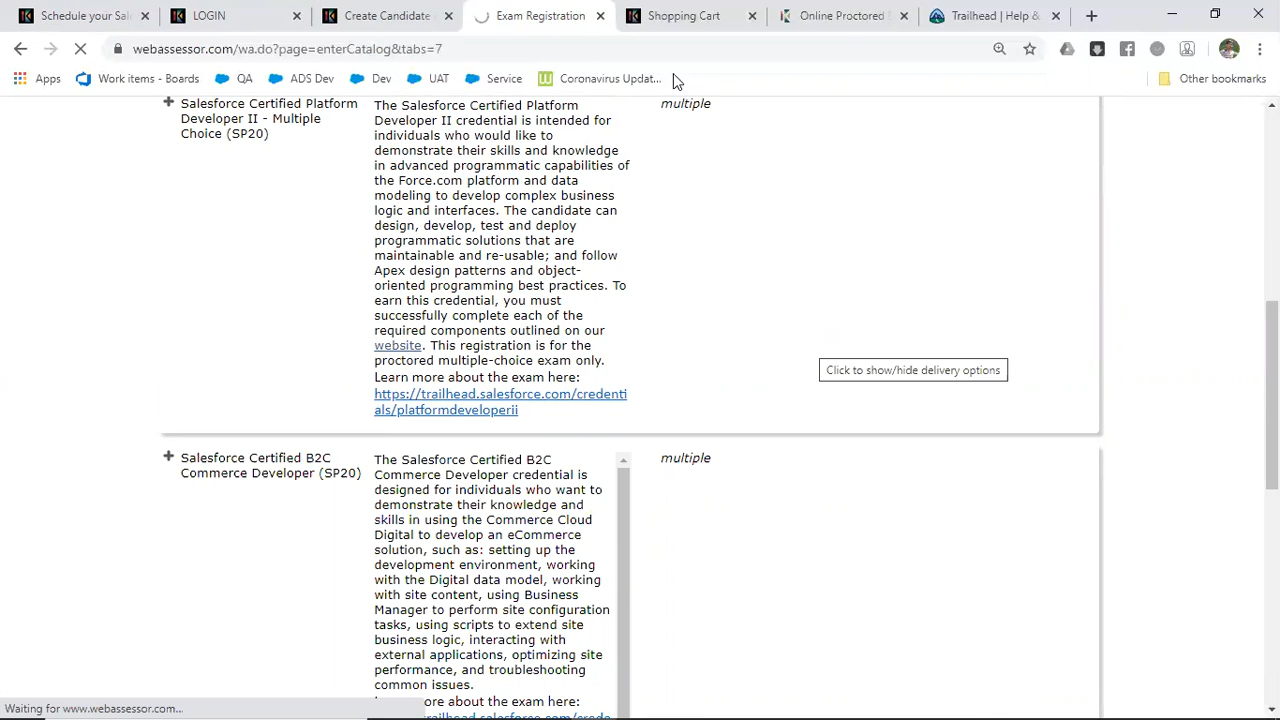 Schedule your Sal
LOGIN
Create Candidate
Exam Registration
Shopping Cart
Online Proctored
Trailhead | Help &
webassessor.com/wa.do?page=enterCatalog&tabs=7
Apps
Work items - Boards
QA
ADS Dev
Dev
UAT
Service
Coronavirus Updat...
Other bookmarks
Salesforce Certified Platform
Developer II - Multiple
Choice (SP20)
The Salesforce Certified Platform
Developer II credential is intended for
individuals who would like to
demonstrate their skills and knowledge
in advanced programmatic capabilities of
the Force.com platform and data
modeling to develop complex business
logic and interfaces. The candidate can
design, develop, test and deploy
programmatic solutions that are
maintainable and re-usable; and follow
Apex design patterns and object-
oriented programming best practices. To
earn this credential, you must
successfully complete each of the
required components outlined on our
website. This registration is for the
proctored multiple-choice exam only.
Learn more about the exam here:
https://trailhead.salesforce.com/credenti
als/platformdeveloperii
multiple
Click to show/hide delivery options
Salesforce Certified B2C
Commerce Developer (SP20)
The Salesforce Certified B2C
Commerce Developer credential is
designed for individuals who want to
demonstrate their knowledge and
skills in using the Commerce Cloud
Digital to develop an eCommerce
solution, such as: setting up the
development environment, working
with the Digital data model, working
with site content, using Business
Manager to perform site configuration
tasks, using scripts to extend site
business logic, interacting with
external applications, optimizing site
performance, and troubleshooting
common issues.
more about the exam here:
trailhead.salesforce.com/crede
multiple
Waiting for www.webassessor.com...